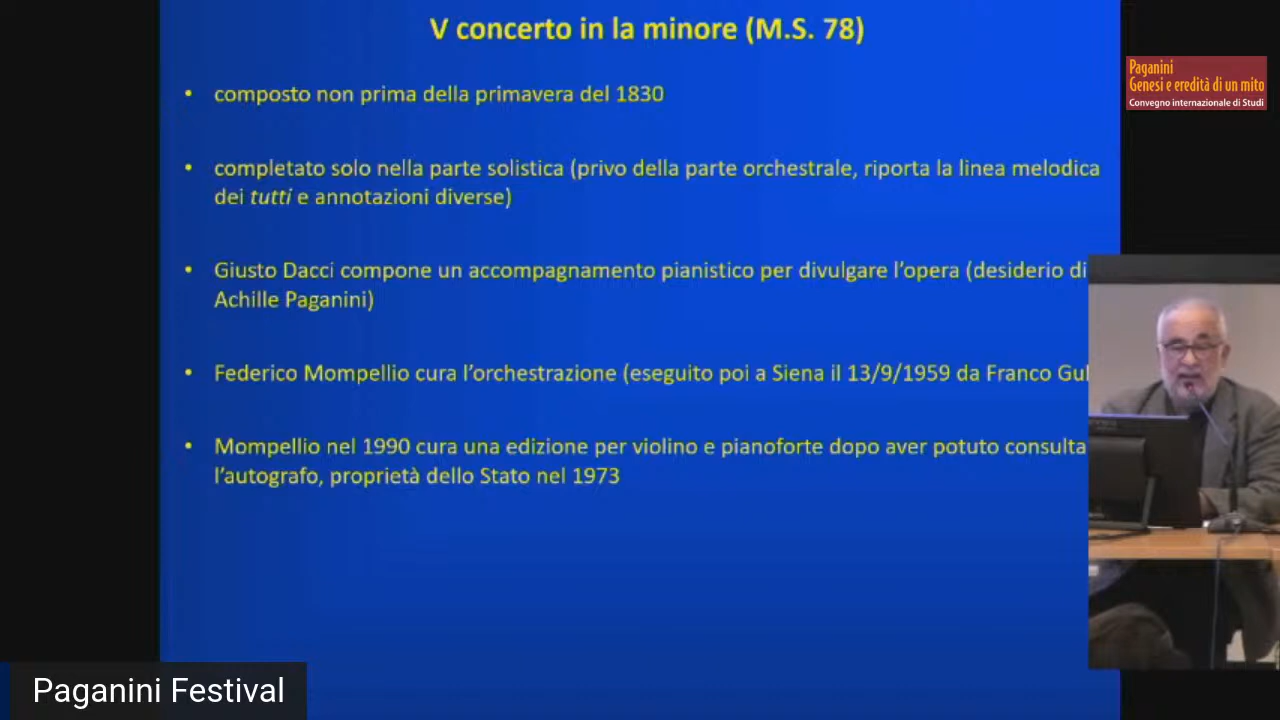 V concerto in la minore (M.S. 78)
• composto non prima della primavera del 1830
• completato solo nella parte solistica (privo della parte orchestrale, riporta la linea melodica
dei tutti e annotazioni diverse)
• Giusto Dacci compone un accompagnamento pianistico per divulgare l'opera (desiderio di
Achille Paganini)
• Federico Mompellio cura l'orchestrazione (eseguito poi a Siena il 13/9/1959 da Franco
• Mompellio nel 1990 cura una edizione per violino e pianoforte dopo aver potuto consulta
l'autografo, proprietà dello Stato nel 1973
Paganini
Genesi e eredità di un mito
Convegno internazionale di Studi
Paganini Festival